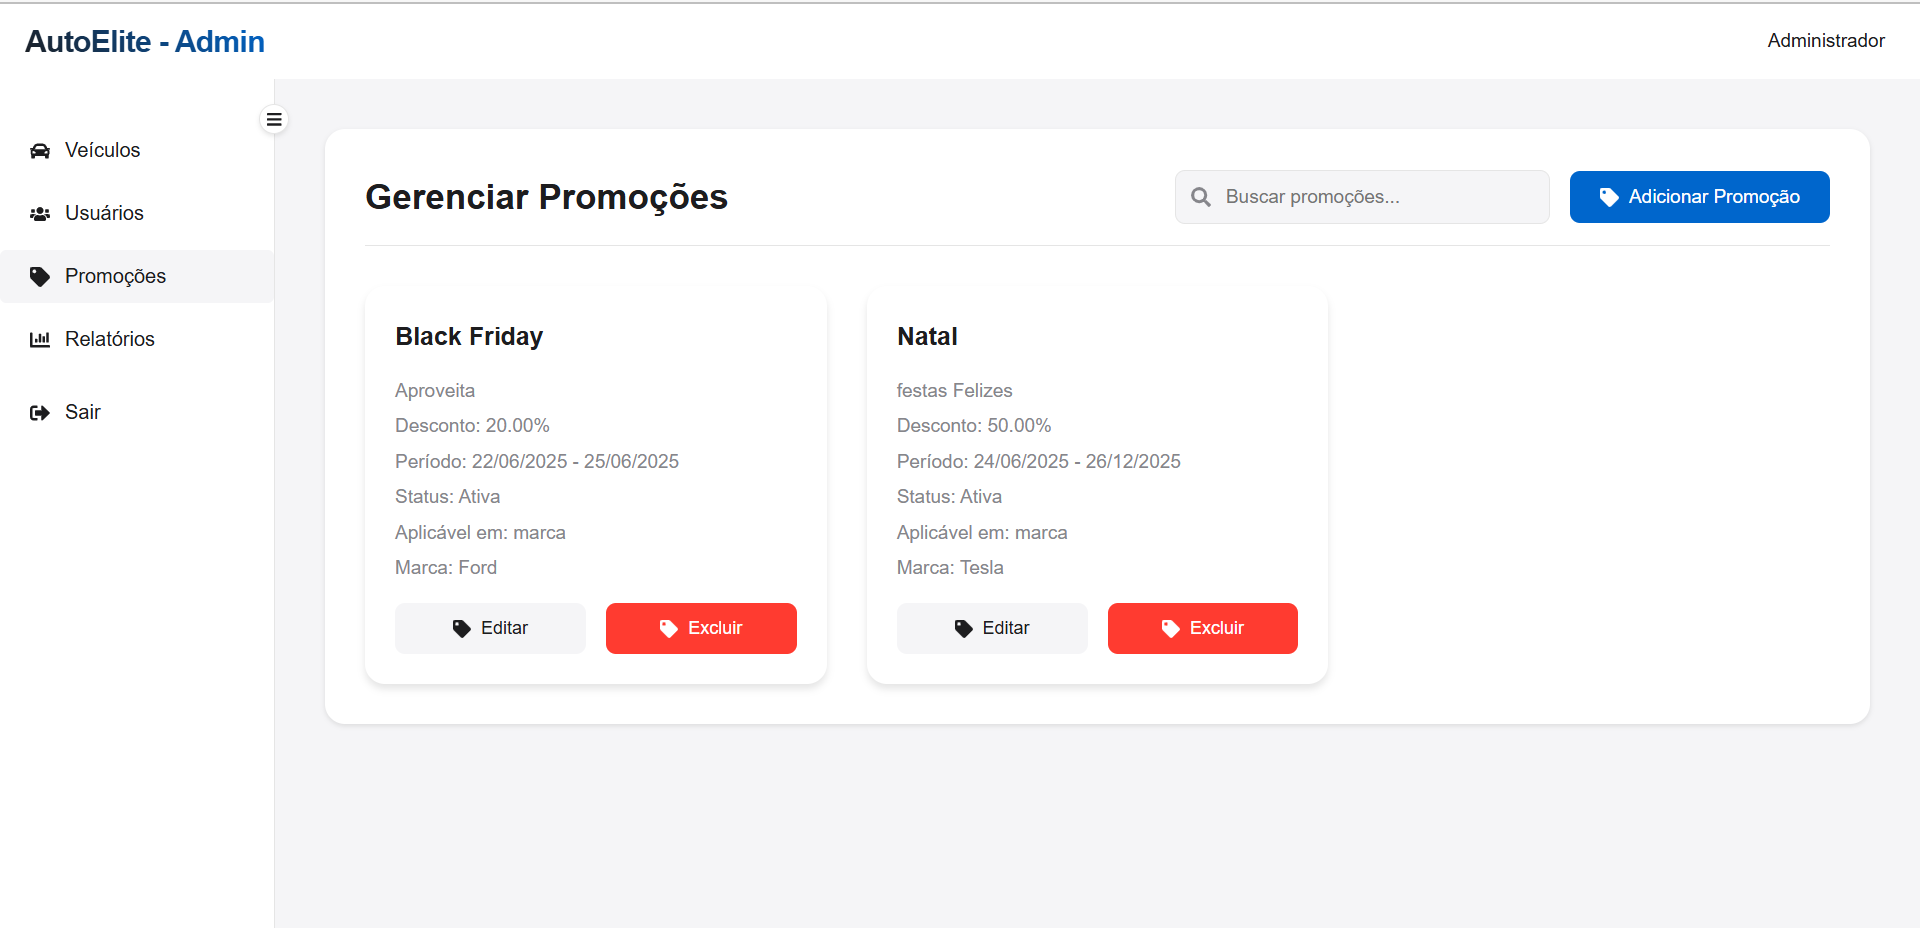 AutoElite - Admin
Administrador
Veículos
Usuários
Promoções
Relatórios
Sair
Gerenciar Promoções
Buscar promoções...
Adicionar Promoção
Black Friday
Aproveita
Desconto: 20.00%
Período: 22/06/2025 - 25/06/2025
Status: Ativa
Aplicável em: marca
Marca: Ford
Editar
Excluir
Natal
festas Felizes
Desconto: 50.00%
Período: 24/06/2025 - 26/12/2025
Status: Ativa
Aplicável em: marca
Marca: Tesla
Editar
Excluir